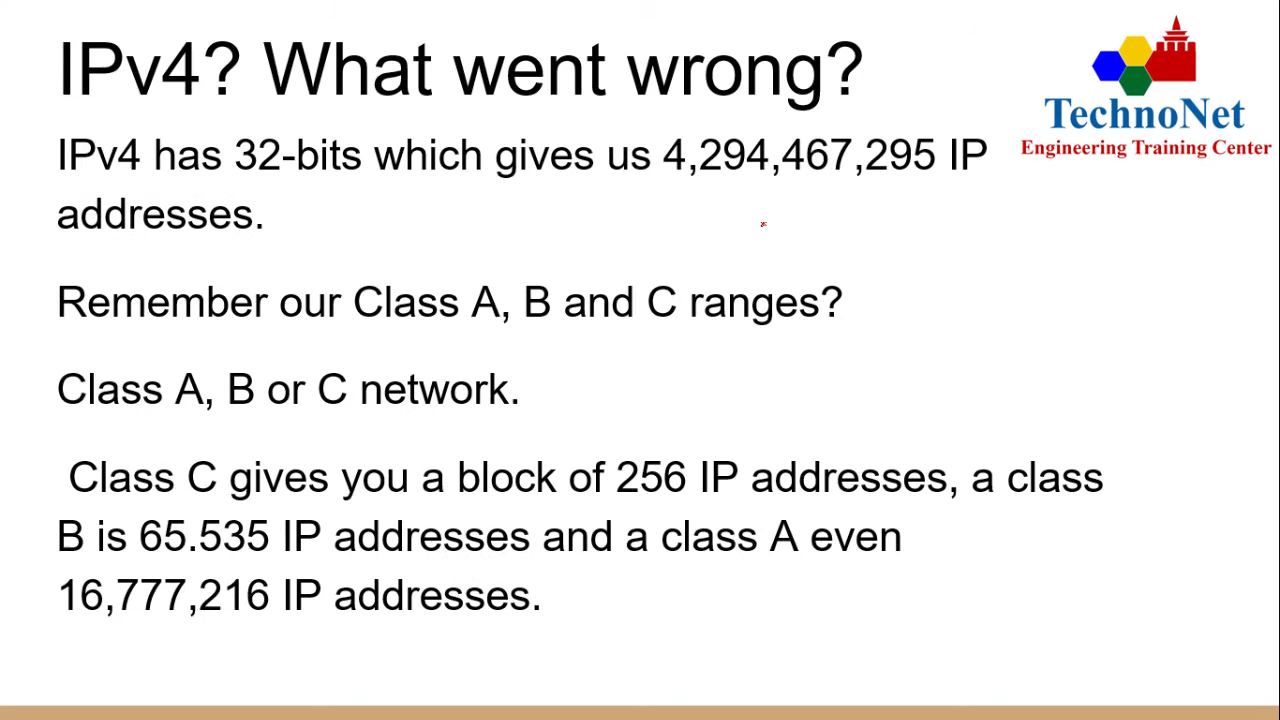 IPv4? What went wrong?
TechnoNet
Engineering Training Center
IPv4 has 32-bits which gives us 4,294,467,295 IP
addresses.
Remember our Class A, B and C ranges?
Class A, B or C network.
Class C gives you a block of 256 IP addresses, a class
B is 65.535 IP addresses and a class A even
16,777,216 IP addresses.